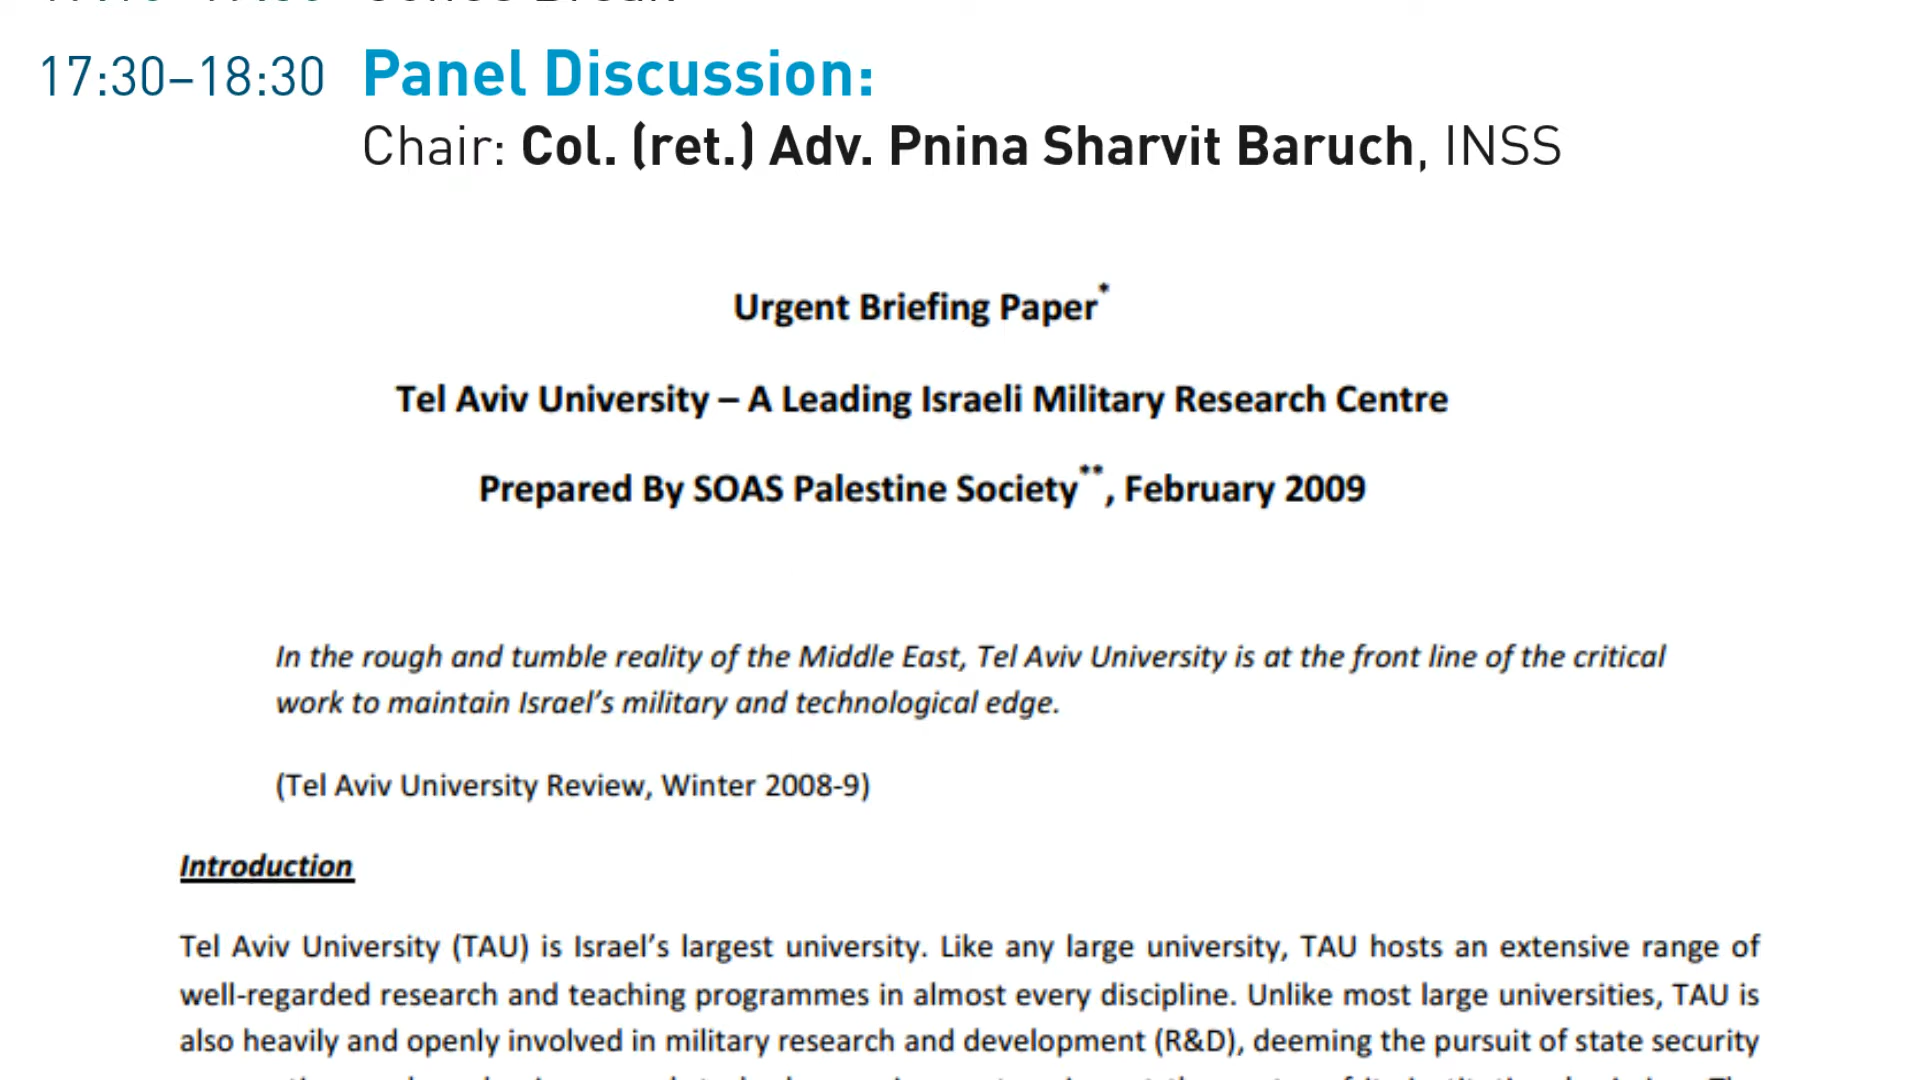 17:30–18:30 Panel Discussion:
Chair: Col. (ret.) Adv. Pnina Sharvit Baruch, INSS
Urgent Briefing Paper*
Tel Aviv University – A Leading Israeli Military Research Centre
Prepared By SOAS Palestine Society**, February 2009
In the rough and tumble reality of the Middle East, Tel Aviv University is at the front line of the critical
work to maintain Israel's military and technological edge.
(Tel Aviv University Review, Winter 2008-9)
Introduction
Tel Aviv University (TAU) is Israel's largest university. Like any large university, TAU hosts an extensive range of
well-regarded research and teaching programmes in almost every discipline. Unlike most large universities, TAU is
also heavily and openly involved in military research and development (R&D), deeming the pursuit of state security